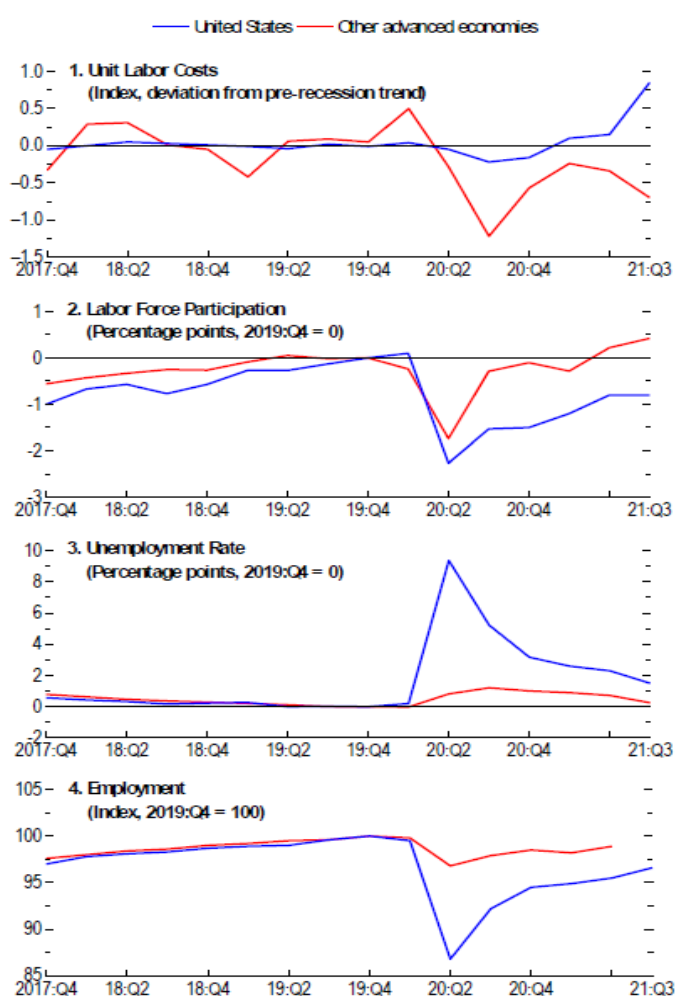 United States Other advanced economies
1. Unit Labor Costs
(Index, deviation from pre-recession trend)
1.0
0.5
0.0
–0.5
–1.0
–1.5
2017:Q4 18:Q2 18:Q4 19:Q2 19:Q4 20:Q2 20:Q4 21:Q3
2. Labor Force Participation
(Percentage points, 2019:Q4 = 0)
1
0
-1
-2
-3
2017:Q4 18:Q2 18:Q4 19:Q2 19:Q4 20:Q2 20:Q4 21:Q3
3. Unemployment Rate
(Percentage points, 2019:Q4 = 0)
10
8
6
4
2
0
-2
2017:Q4 18:Q2 18:Q4 19:Q2 19:Q4 20:Q2 20:Q4 21:Q3
4. Employment
(Index, 2019:Q4 = 100)
105
100
95
90
85
2017:Q4 18:Q2 18:Q4 19:Q2 19:Q4 20:Q2 20:Q4 21:Q3